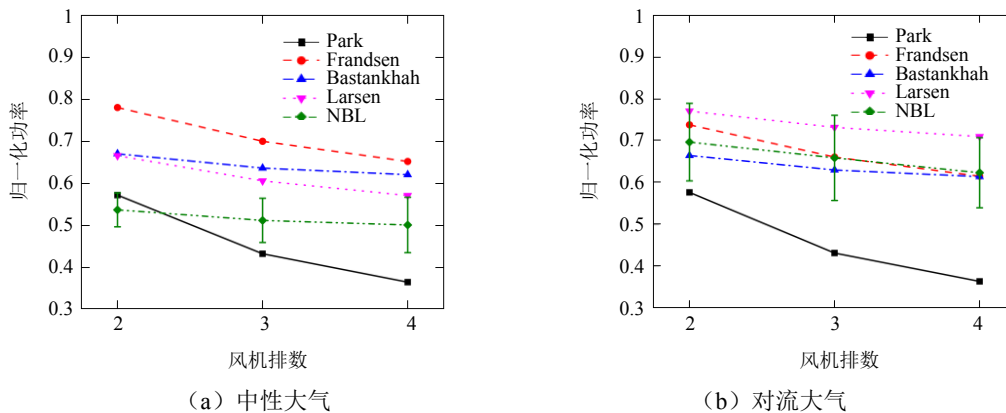 1
0.9
0.8
0.7
0.6
0.5
0.4
0.3
2
3
4
归一化功率
风机排数
Park
Frandsen
Bastankhah
Larsen
NBL
（a）中性大气
1
0.9
0.8
0.7
0.6
0.5
0.4
0.3
2
3
4
归一化功率
风机排数
Park
Frandsen
Bastankhah
Larsen
NBL
（b）对流大气